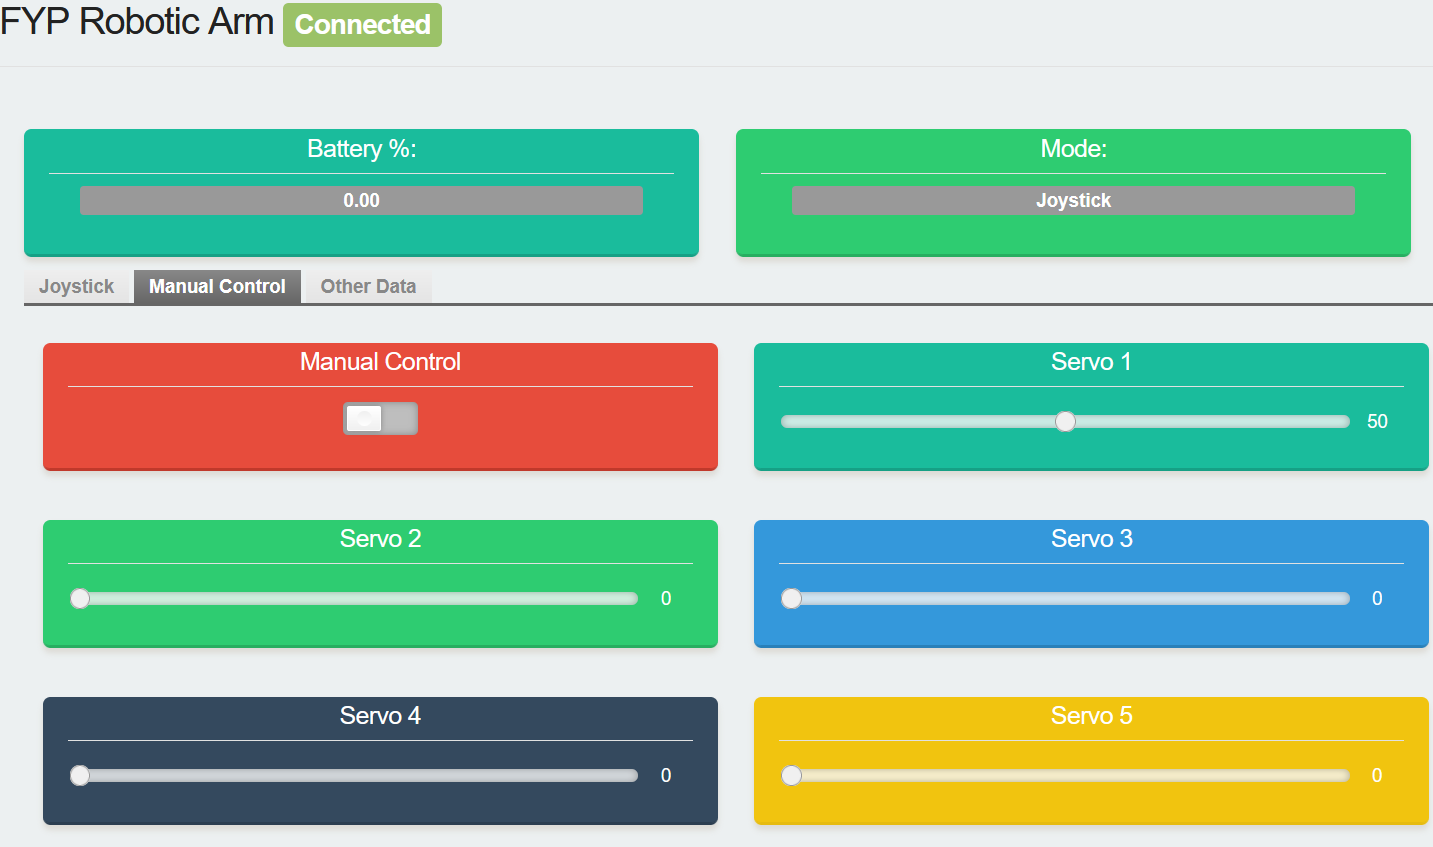 FYP Robotic Arm Connected
Battery %:
0.00
Mode:
Joystick
Joystick
Manual Control
Other Data
Manual Control
Servo 1
50
Servo 2
0
Servo 3
0
Servo 4
0
Servo 5
0